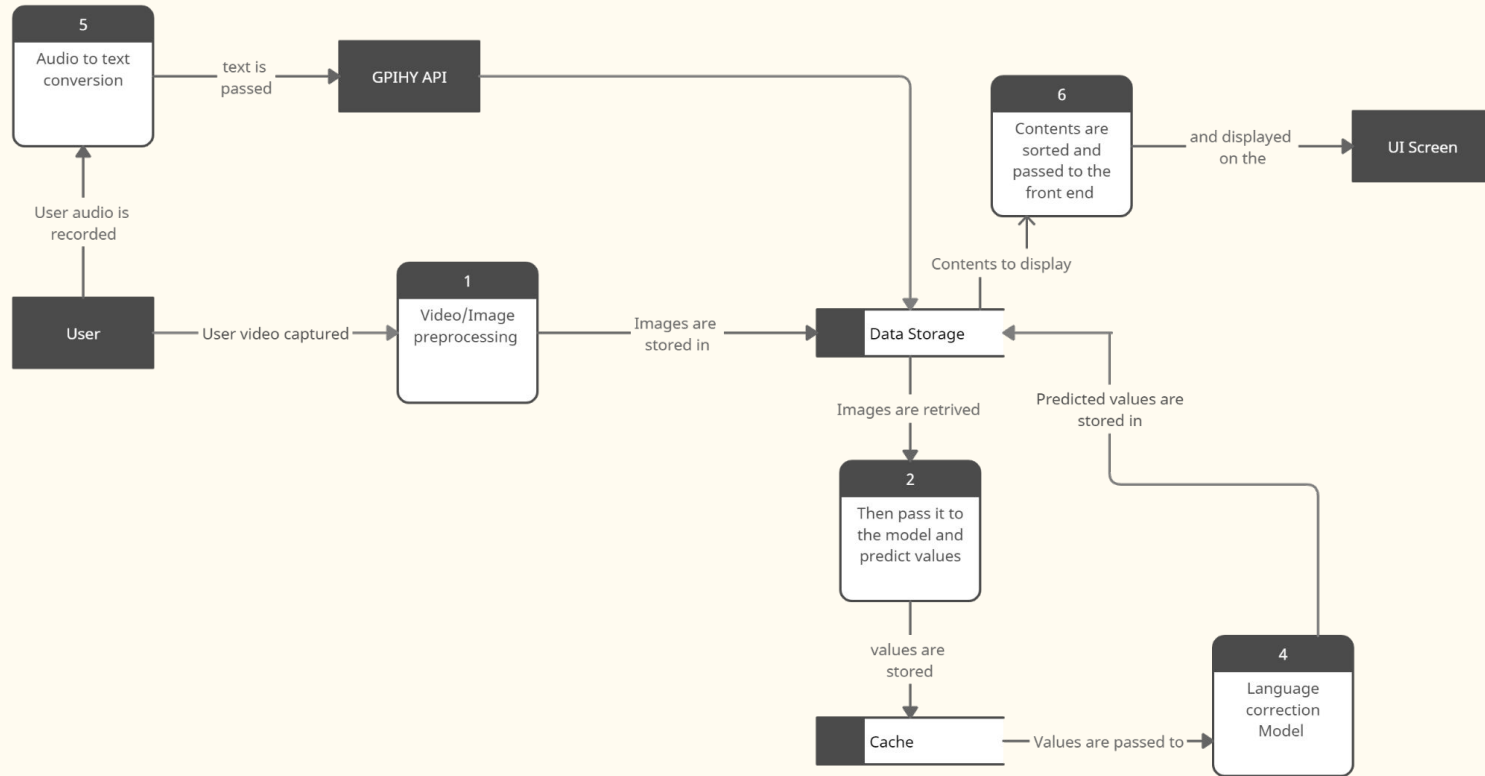 5
Audio to text
conversion
text is
passed
GPIHY API
6
Contents are
sorted and
passed to the
front end
and displayed
on the
UI Screen
User audio is
recorded
User
User video captured
1
Video/Image
preprocessing
Images are
stored in
Data Storage
Contents to display
Images are retrived
Predicted values are
stored in
2
Then pass it to
the model and
predict values
values are
stored
Cache
Values are passed to
4
Language
correction
Model